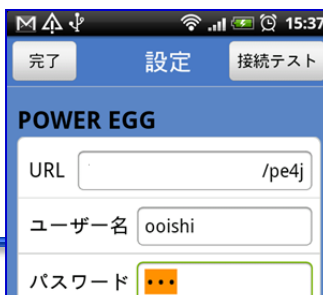 15:37
完了 設定 接続テスト
POWER EGG
URL /pe4j
ユーザー名 ooishi
パスワード •••